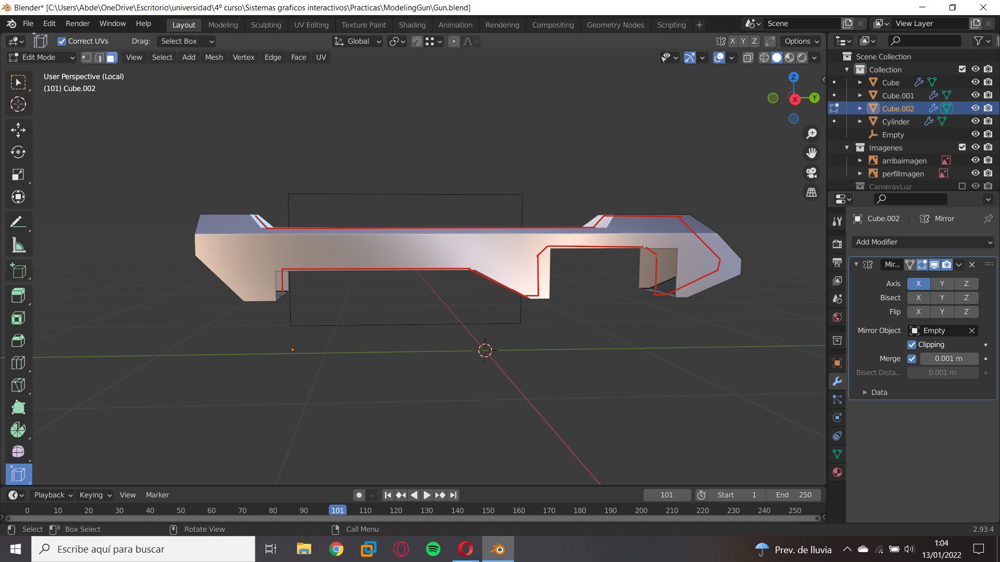 Blender* [C:\Users\Abde\OneDrive\Escritorio\universidad\4º curso\Sistemas graficos interactivos\Practicas\ModelingGun\Gun.blend]
File Edit Render Window Help Layout Modeling Sculpting UV Editing Texture Paint Shading Animation Rendering Compositing Geometry Nodes Scripting + Scene View Layer
Correct UVs Drag: Select Box Global X Y Z Options
Edit Mode View Select Add Mesh Vertex Edge Face UV
User Perspective (Local)
(101) Cube.002
Z
X
Y
Scene Collection
Collection
Cube
Cube.001
Cube.002
Cylinder
Empty
Imagenes
arribaimagen
perfilImagen
CamerayLuz
Cube.002 Mirror
Add Modifier
Mir...
Axis X Y Z
Bisect X Y Z
Flip X Y Z
Mirror Object Empty
Clipping
Merge 0.001 m
Bisect Dista... 0.001 m
Data
Playback Keying View Marker 101 Start 1 End 250
0 10 20 30 40 50 60 70 80 90 101 110 120 130 140 150 160 170 180 190 200 210 220 230 240 250
Select Box Select Rotate View Call Menu 2.93.4
Escribe aquí para buscar
Prev. de lluvia
1:04
13/01/2022